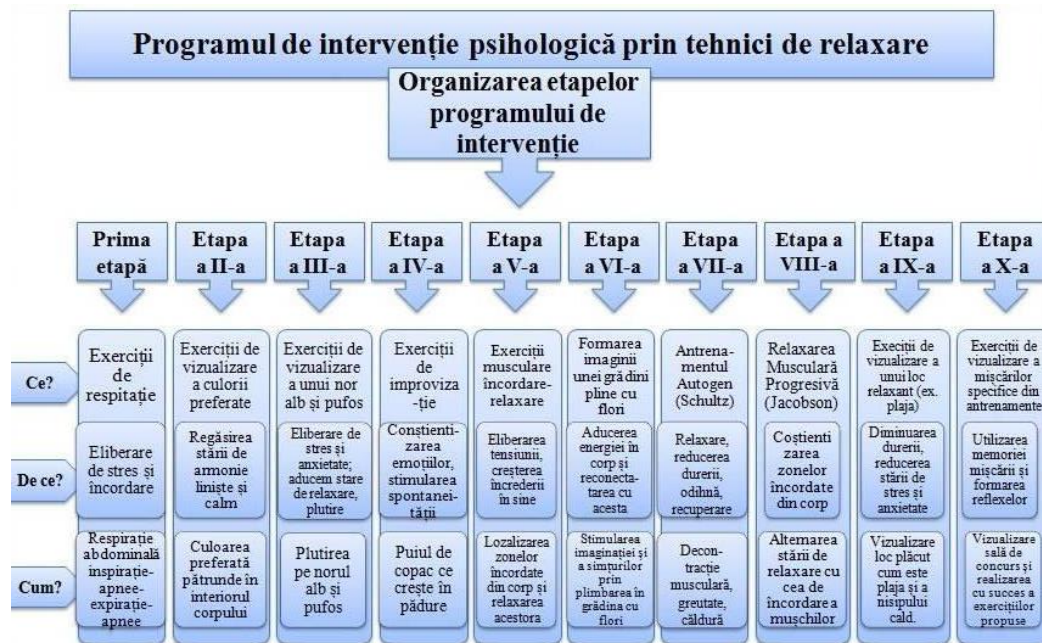 Programul de intervenție psihologică prin tehnici de relaxare
Organizarea etapelor
programului de
intervenție
Prima
etapă
Etapa
a II-a
Etapa
a III-a
Etapa
a IV-a
Etapa
a V-a
Etapa
a VI-a
Etapa
a VII-a
Etapa a
VIII-a
Etapa
a IX-a
Etapa
a X-a
Ce?
Exerciții
de
respitație
Exerciții de
vizualizare
a culorii
preferate
Exerciții de
vizualizare
a unui nor
alb și pufos
Exerciții
de
improviza
-ție
Exerciții
musculare
încordare-
relaxare
Formarea
imaginii
unei grădini
pline cu
flori
Antrena-
mentul
Autogen
(Schultz)
Relaxarea
Musculară
Progresivă
(Jacobson)
Execiții de
vizualizare a
unui loc
relaxant (ex.
plaja)
Exerciții de
vizualizare a
mișcărilor
specifice din
antrenamente
De ce?
Eliberare
de stres și
încordare
Regăsirea
stării de
armonie
liniște și
calm
Eliberare de
stres și
anxietate;
aducem stare
de relaxare,
plutire
Conștienti-
zarea
emoțiilor,
stimularea
spontanei-
tății
Eliberarea
tensiunii,
creșterea
încrederii
în sine
Aducerea
energiei în
corp și
reconecta-
tarea cu
acesta
Relaxare,
reducerea
durerii,
odihnă,
recuperare
Coștienti
zarea
zonelor
încordate
din corp
Diminuarea
durerii,
reducerea
stării de
stres și
anxietate
Utilizarea
memoriei
mișcării și
formarea
reflexelor
Cum?
Respirație
abdominală
inspirație-
apnee-
expirație-
apnee
Culoarea
preferată
pătrunde în
interiorul
corpului
Plutirea
pe norul
alb și
pufos
Puiul de
copac ce
crește în
pădure
Lozalizarea
zonelor
încordate
din corp și
relaxarea
acestora
Stimularea
imaginației și
a simțurilor
prin
plimbarea în
grădina cu
flori
Decon-
tracție
musculară,
greutate,
căldură
Alternarea
stării de
relaxare cu
cea de
încordare a
mușchilor
Vizualizare
loc plăcut
cum este
plaja și a
nisipului
cald.
Vizualizare
sală de
concurs și
realizarea
cu succes a
exercițiilor
propuse